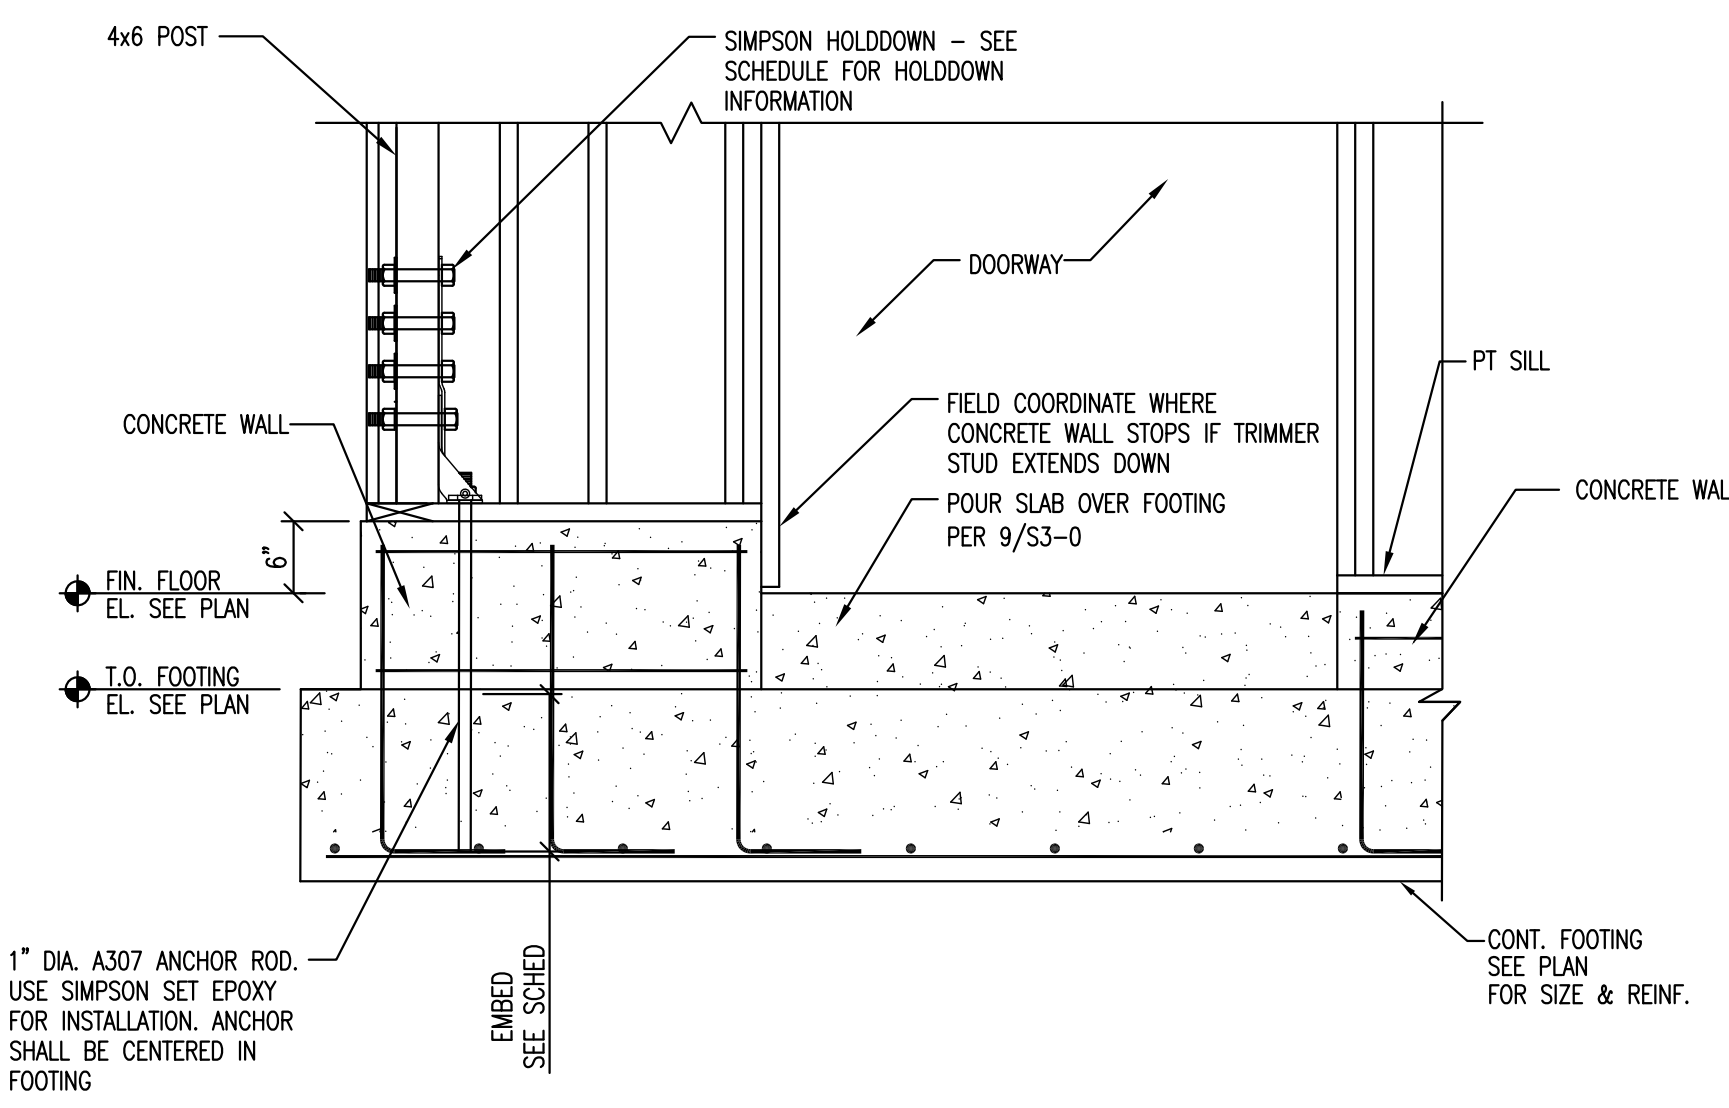 4x6 POST
SIMPSON HOLDDOWN – SEE
SCHEDULE FOR HOLDDOWN
INFORMATION
DOORWAY
PT SILL
CONCRETE WALL
FIELD COORDINATE WHERE
CONCRETE WALL STOPS IF TRIMMER
STUD EXTENDS DOWN
POUR SLAB OVER FOOTING
PER 9/S3-0
CONCRETE WAL
6"
FIN. FLOOR
EL. SEE PLAN
T.O. FOOTING
EL. SEE PLAN
1" DIA. A307 ANCHOR ROD.
USE SIMPSON SET EPOXY
FOR INSTALLATION. ANCHOR
SHALL BE CENTERED IN
FOOTING
EMBED
SEE SCHED
CONT. FOOTING
SEE PLAN
FOR SIZE & REINF.